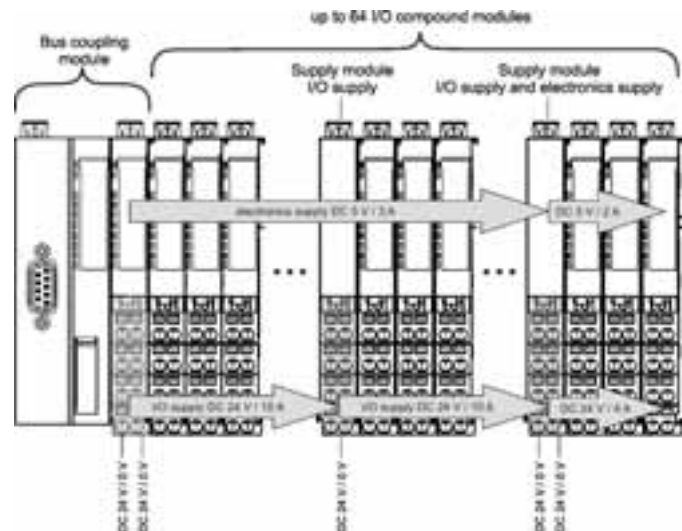 up to 64 I/O compound modules
Bus coupling
module
Supply module
I/O supply
Supply module
I/O supply and electronics supply
electronics supply DC 5 V / 3 A
DC 5 V / 2 A
I/O supply DC 24 V / 10 A
I/O supply DC 24 V / 10 A
DC 24 V / 4 A
DC 24 V / 0 V
DC 24 V / 0 V
DC 24 V / 0 V
DC 24 V / 0 V
DC 24 V / 0 V